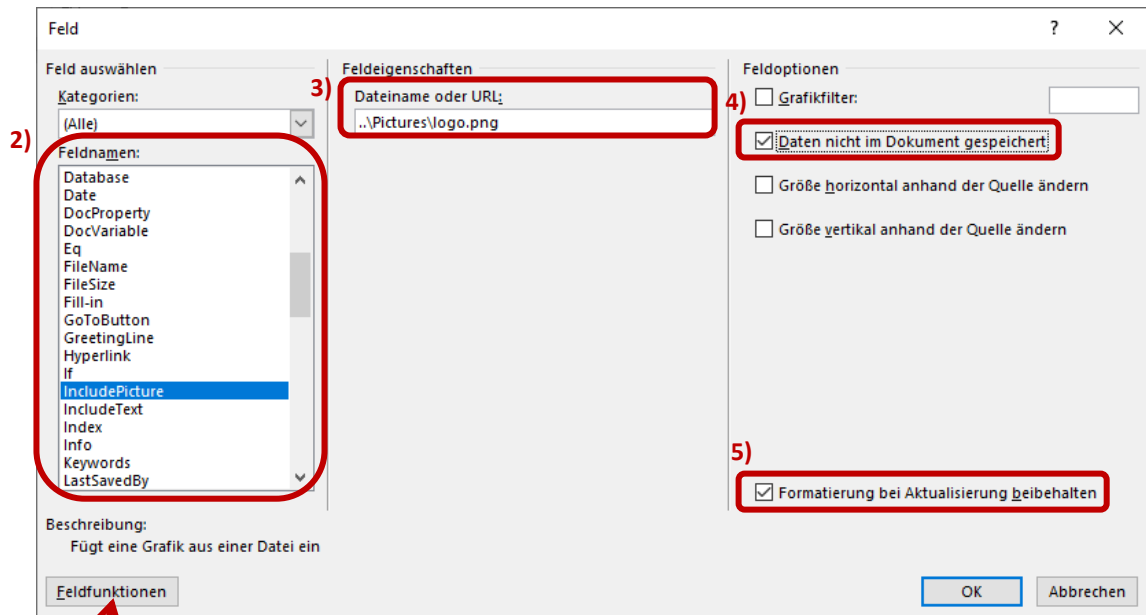 Feld
?
Feld auswählen
Kategorien:
(Alle)
2)
Feldnamen:
Database
Date
DocProperty
DocVariable
Eq
FileName
FileSize
Fill-in
GoToButton
GreetingLine
Hyperlink
If
IncludePicture
IncludeText
Index
Info
Keywords
LastSavedBy
Beschreibung:
Fügt eine Grafik aus einer Datei ein
Feldfunktionen
Feldeigenschaften
3)
Dateiname oder URL:
..\Pictures\logo.png
Feldoptionen
4)
Grafikfilter:
Daten nicht im Dokument gespeichert
Größe horizontal anhand der Quelle ändern
Größe vertikal anhand der Quelle ändern
5)
Formatierung bei Aktualisierung beibehalten
OK
Abbrechen